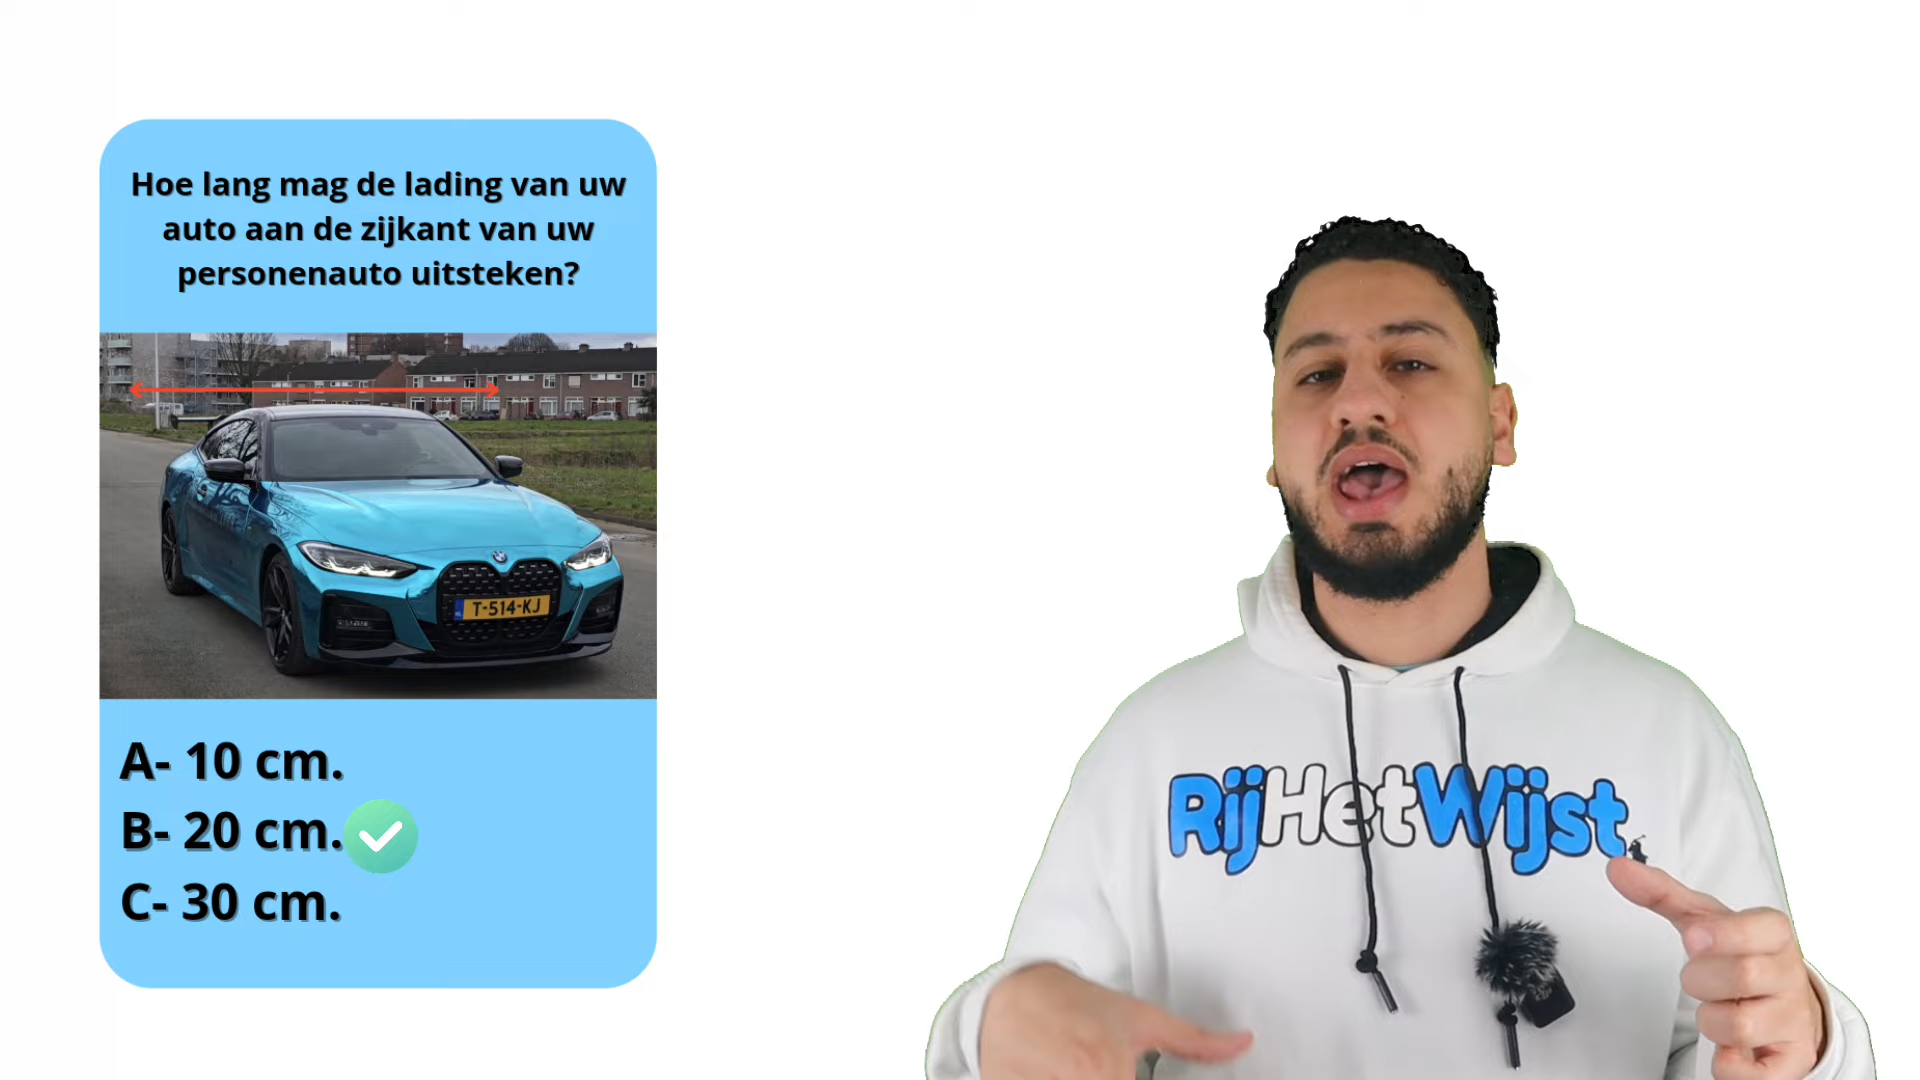 Hoe lang mag de lading van uw
auto aan de zijkant van uw
personenauto uitsteken?
T-514-KJ
A- 10 cm.
B- 20 cm.
C- 30 cm.
RijHetWijst